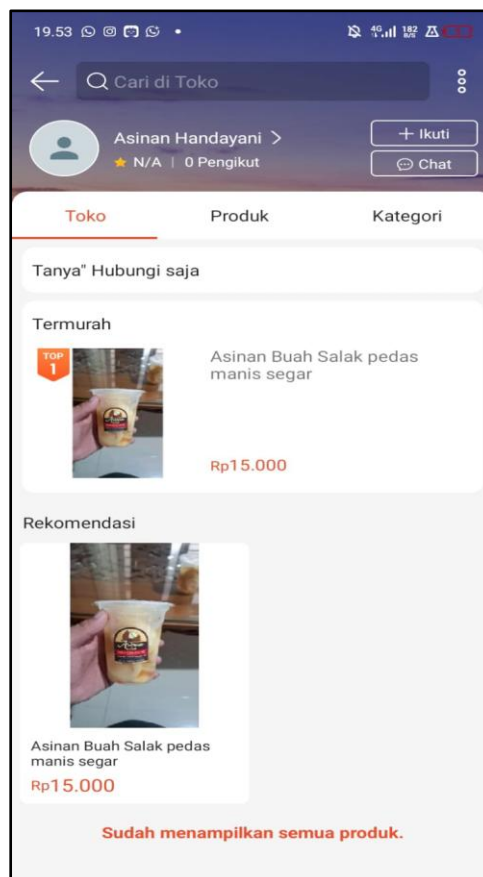 19.53
4G
182
B/S
Cari di Toko
Asinan Handayani >
N/A | 0 Pengikut
+ Ikuti
Chat
Toko
Produk
Kategori
Tanya" Hubungi saja
Termurah
TOP
1
Asinan Buah Salak pedas
manis segar
Rp15.000
Rekomendasi
Asinan Buah Salak pedas
manis segar
Rp15.000
Sudah menampilkan semua produk.